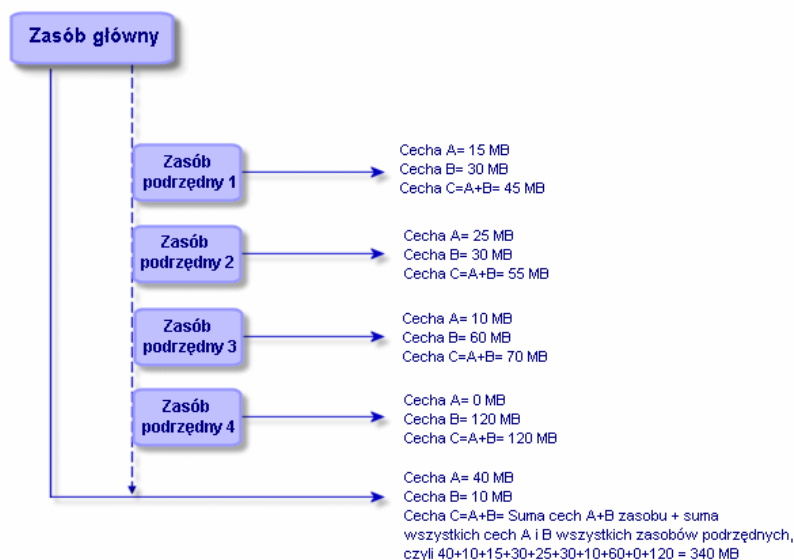 Zasób główny
Zasób
podrzędny 1
Cecha A= 15 MB
Cecha B= 30 MB
Cecha C=A+B= 45 MB
Zasób
podrzędny 2
Cecha A= 25 MB
Cecha B= 30 MB
Cecha C=A+B= 55 MB
Zasób
podrzędny 3
Cecha A= 10 MB
Cecha B= 60 MB
Cecha C=A+B= 70 MB
Zasób
podrzędny 4
Cecha A= 0 MB
Cecha B= 120 MB
Cecha C=A+B= 120 MB
Cecha A= 40 MB
Cecha B= 10 MB
Cecha C=A+B= Suma cech A+B zasobu + suma
wszystkich cech A i B wszystkich zasobów podrzędnych,
czyli 40+10+15+30+25+30+10+60+0+120 = 340 MB